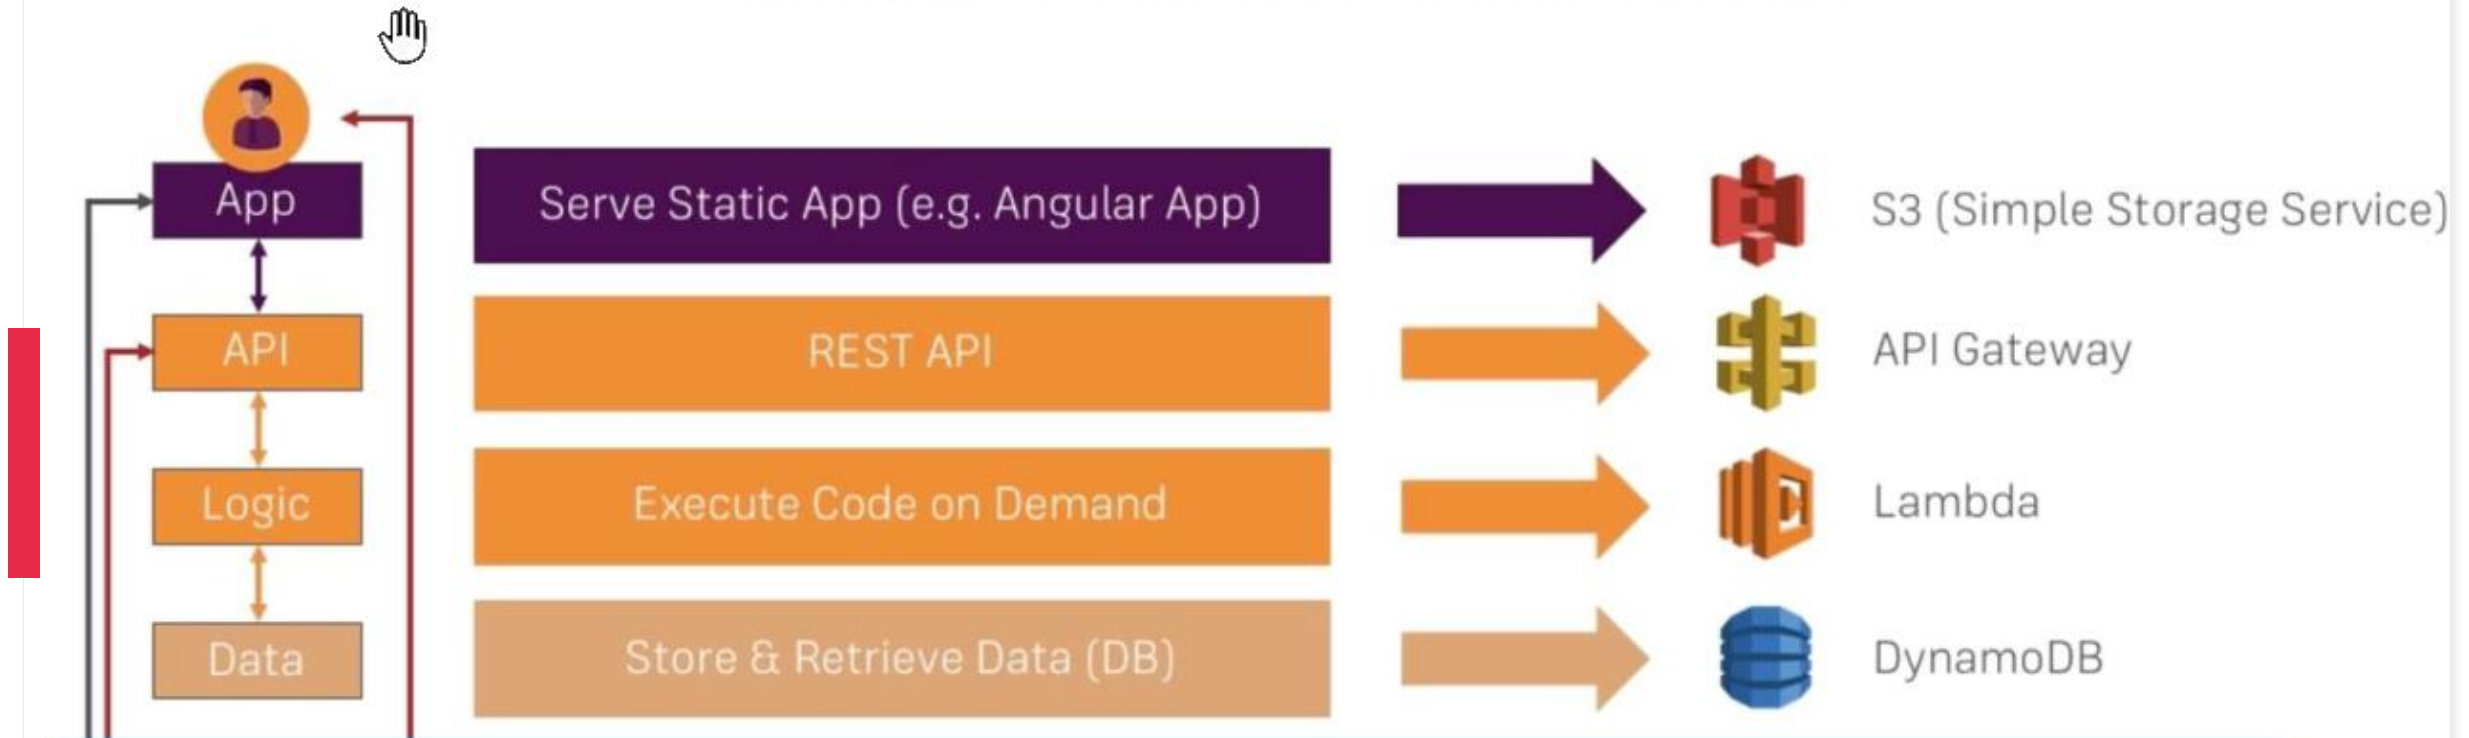 App
Serve Static App (e.g. Angular App)
S3 (Simple Storage Service)
API
REST API
API Gateway
Logic
Execute Code on Demand
Lambda
Data
Store & Retrieve Data (DB)
DynamoDB